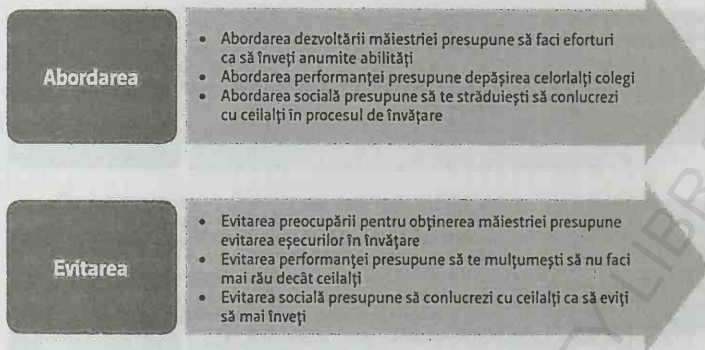 Abordarea
• Abordarea dezvoltării măiestriei presupune să faci eforturi
ca să înveți anumite abilități
• Abordarea performanței presupune depășirea celorlalți colegi
• Abordarea socială presupune să te străduiești să conlucrezi
cu ceilalți în procesul de învățare
Evitarea
• Evitarea preocupării pentru obținerea măiestriei presupune
evitarea eșecurilor în învățare
• Evitarea performanței presupune să te mulțumești să nu faci
mai rău decât ceilalți
• Evitarea socială presupune să conlucrezi cu ceilalți ca să eviți
să mai înveți